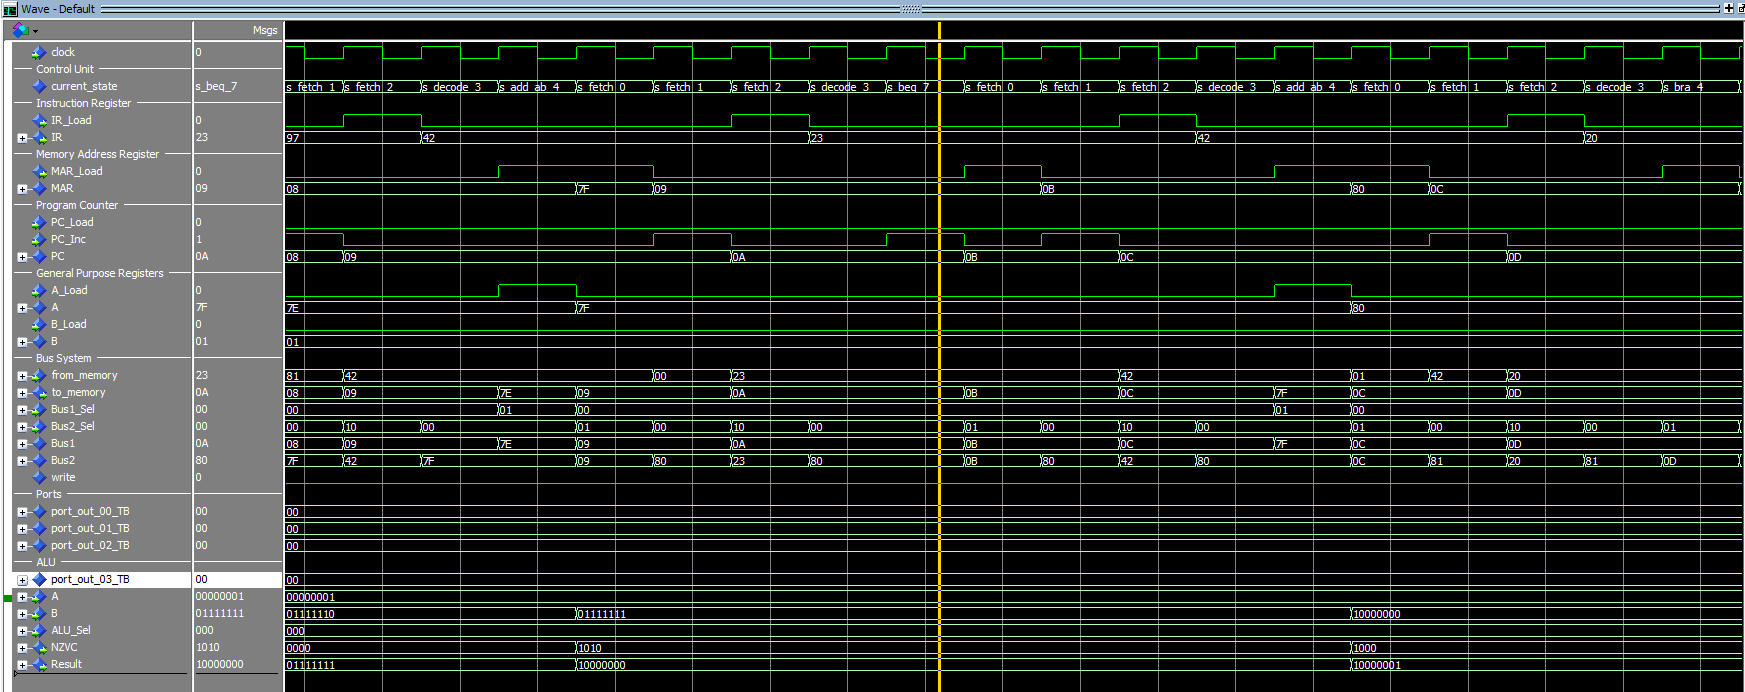 Wave - Default
Msgs
clock 0
Control Unit
current_state s_beq_7 s_fetch_1 s_fetch_2 s_decode_3 s_add_ab_4 s_fetch_0 s_fetch_1 s_fetch_2 s_decode_3 s_beq_7 s_fetch_0 s_fetch_1 s_fetch_2 s_decode_3 s_add_ab_4 s_fetch_0 s_fetch_1 s_fetch_2 s_decode_3 s_bra_4
Instruction Register
IR_Load 0
IR 23 97 42 23 42 20
Memory Address Register
MAR_Load 0
MAR 09 08 7F 09 0B 80 0C
Program Counter
PC_Load 0
PC_Inc 1
PC 0A 08 09 0A 0B 0C 0D
General Purpose Registers
A_Load 0
A 7F 7E 7F 80
B_Load 0
B 01 01
Bus System
from_memory 23 81 42 00 23 42 01 42 20
to_memory 0A 08 09 7E 09 0A 0B 0C 7F 0C 0D
Bus1_Sel 00 00 01 00 01 00
Bus2_Sel 00 00 10 00 01 00 10 00 01 00 10 00 01 00 10 00 01
Bus1 0A 08 09 7E 09 0A 0B 0C 7F 0C 0D
Bus2 80 7F 42 7F 09 80 23 80 0B 80 42 80 0C 81 20 81 0D
write 0
Ports
port_out_00_TB 00 00
port_out_01_TB 00 00
port_out_02_TB 00 00
ALU
port_out_03_TB 00 00
A 00000001 00000001
B 01111111 01111110 01111111 10000000
ALU_Sel 000 000
NZVC 1010 0000 1010 1000
Result 10000000 01111111 10000000 10000001